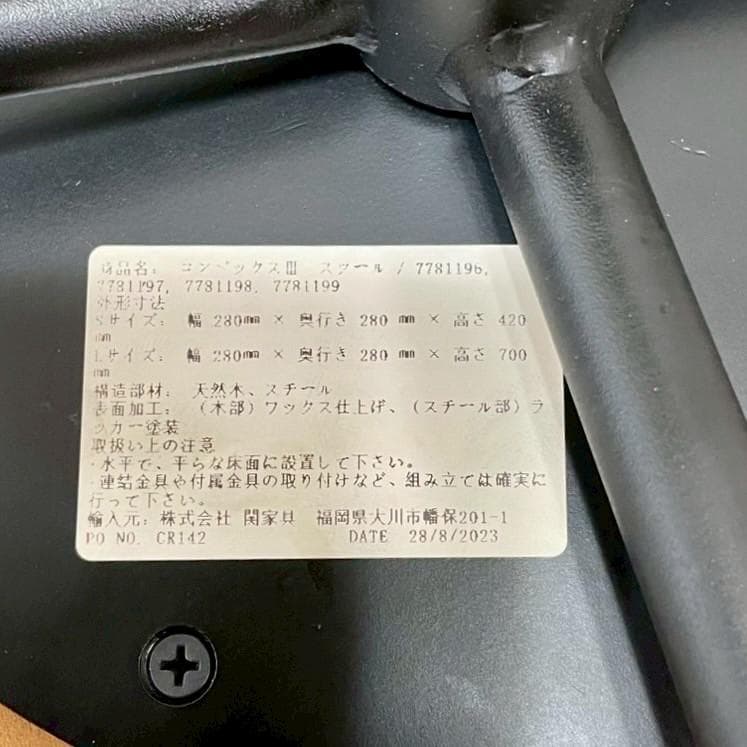 商品名： コンベックスⅢ スツール / 7781196,
7781197, 7781198, 7781199
外形寸法
Sサイズ： 幅 280㎜ × 奥行き 280 ㎜ × 高さ 420
㎜
Lサイズ： 幅 280㎜ × 奥行き 280 ㎜ × 高さ 700
㎜
構造部材： 天然木、スチール
表面加工： （木部）ワックス仕上げ、（スチール部）ラ
ッカー塗装
取扱い上の注意
・水平で、平らな床面に設置して下さい。
・連結金具や付属金具の取り付けなど、組み立ては確実に
行って下さい。
輸入元：株式会社 関家具 福岡県大川市幡保201-1
PO NO. CR142 DATE 28/8/2023